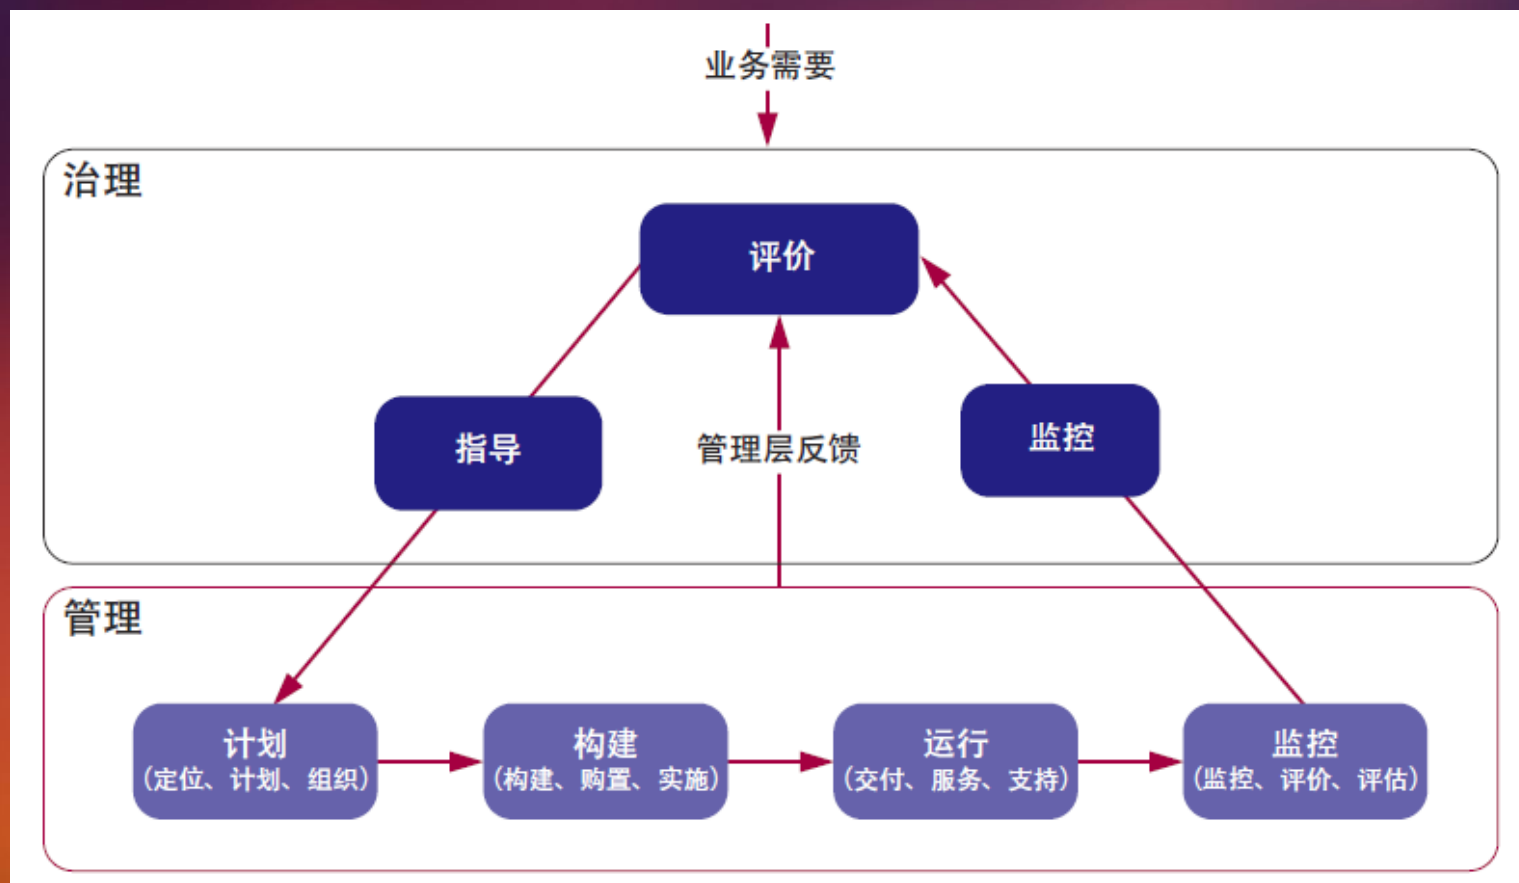 业务需要
治理
评价
指导
管理层反馈
监控
管理
计划
（定位、计划、组织）
构建
（构建、购置、实施）
运行
（交付、服务、支持）
监控
（监控、评价、评估）